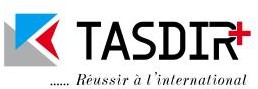 TASDIR+
...... Réussir à l'international